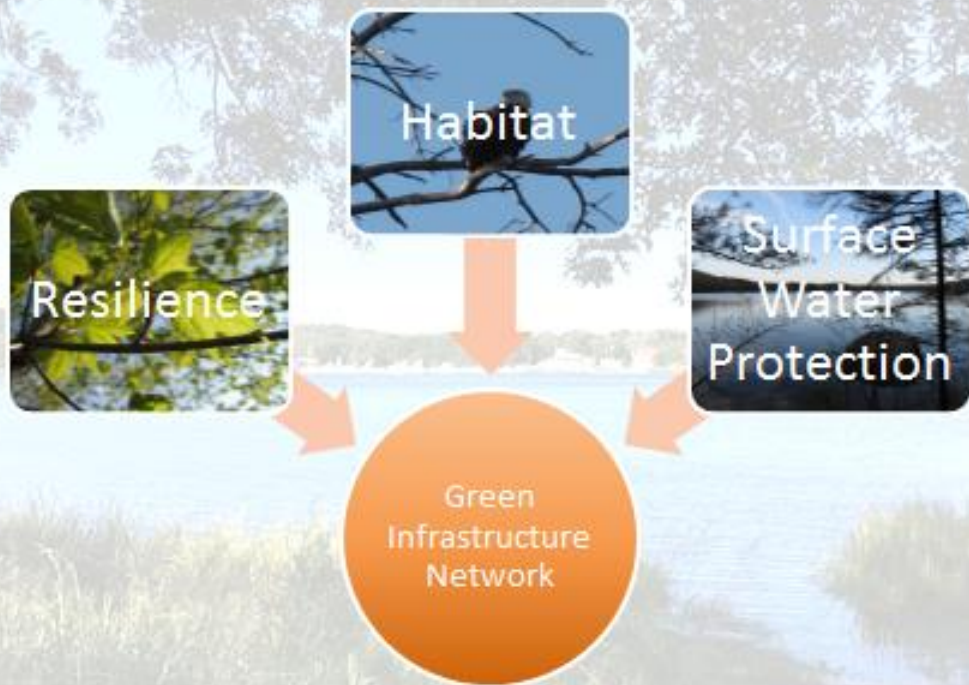 Habitat
Resilience
Surface
Water
Protection
Green
Infrastructure
Network